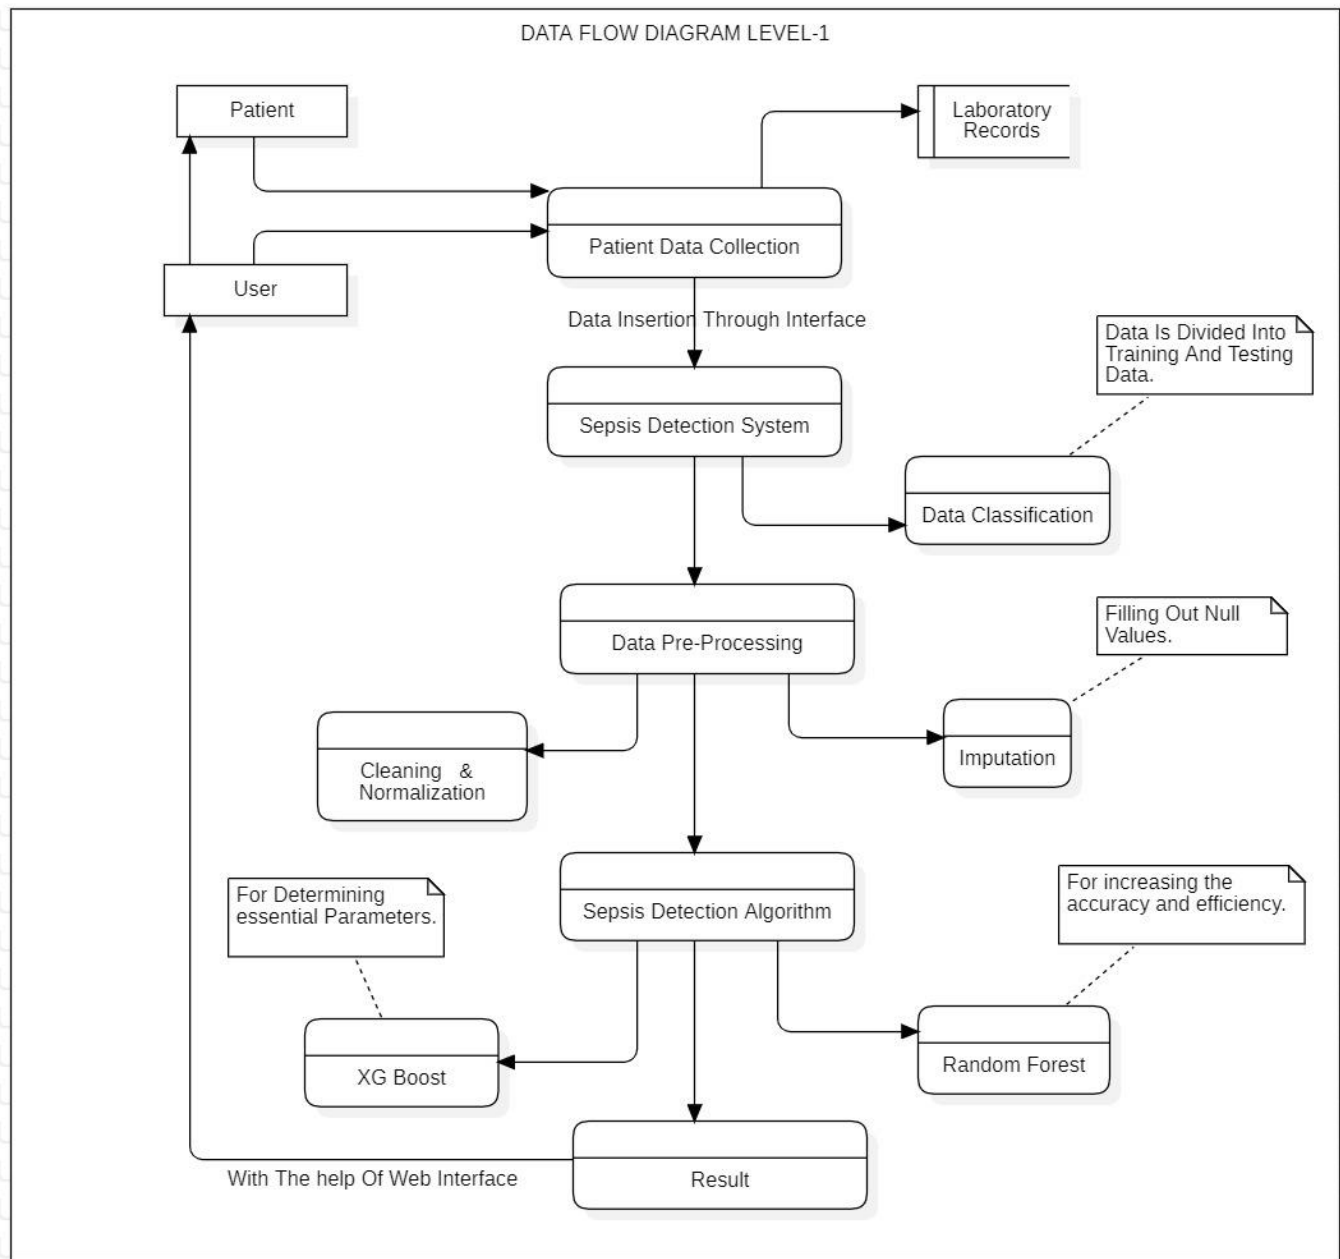 DATA FLOW DIAGRAM LEVEL-1
Patient
Laboratory
Records
Patient Data Collection
User
Data Insertion Through Interface
Data Is Divided Into
Training And Testing
Data.
Sepsis Detection System
Data Classification
Filling Out Null
Values.
Data Pre-Processing
Cleaning & 
Normalization
Imputation
For Determining
essential Parameters.
Sepsis Detection Algorithm
For increasing the
accuracy and efficiency.
XG Boost
Random Forest
With The help Of Web Interface
Result